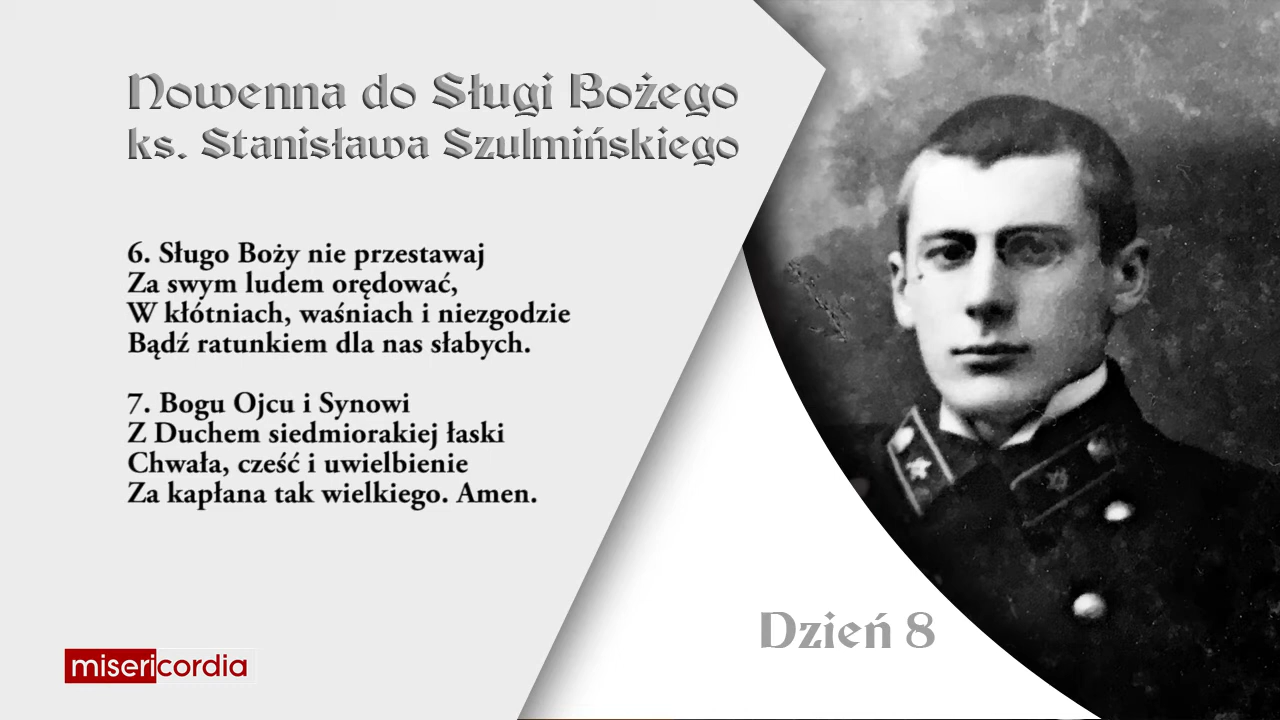 Nowenna do Sługi Bożego
ks. Stanisława Szulmińskiego
6. Sługo Boży nie przestawaj
Za swym ludem orędować,
W kłótniach, waśniach i niezgodzie
Bądź ratunkiem dla nas słabych.
7. Bogu Ojcu i Synowi
Z Duchem siedmiorakiej łaski
Chwała, cześć i uwielbienie
Za kapłana tak wielkiego. Amen.
Dzień 8
misericordia